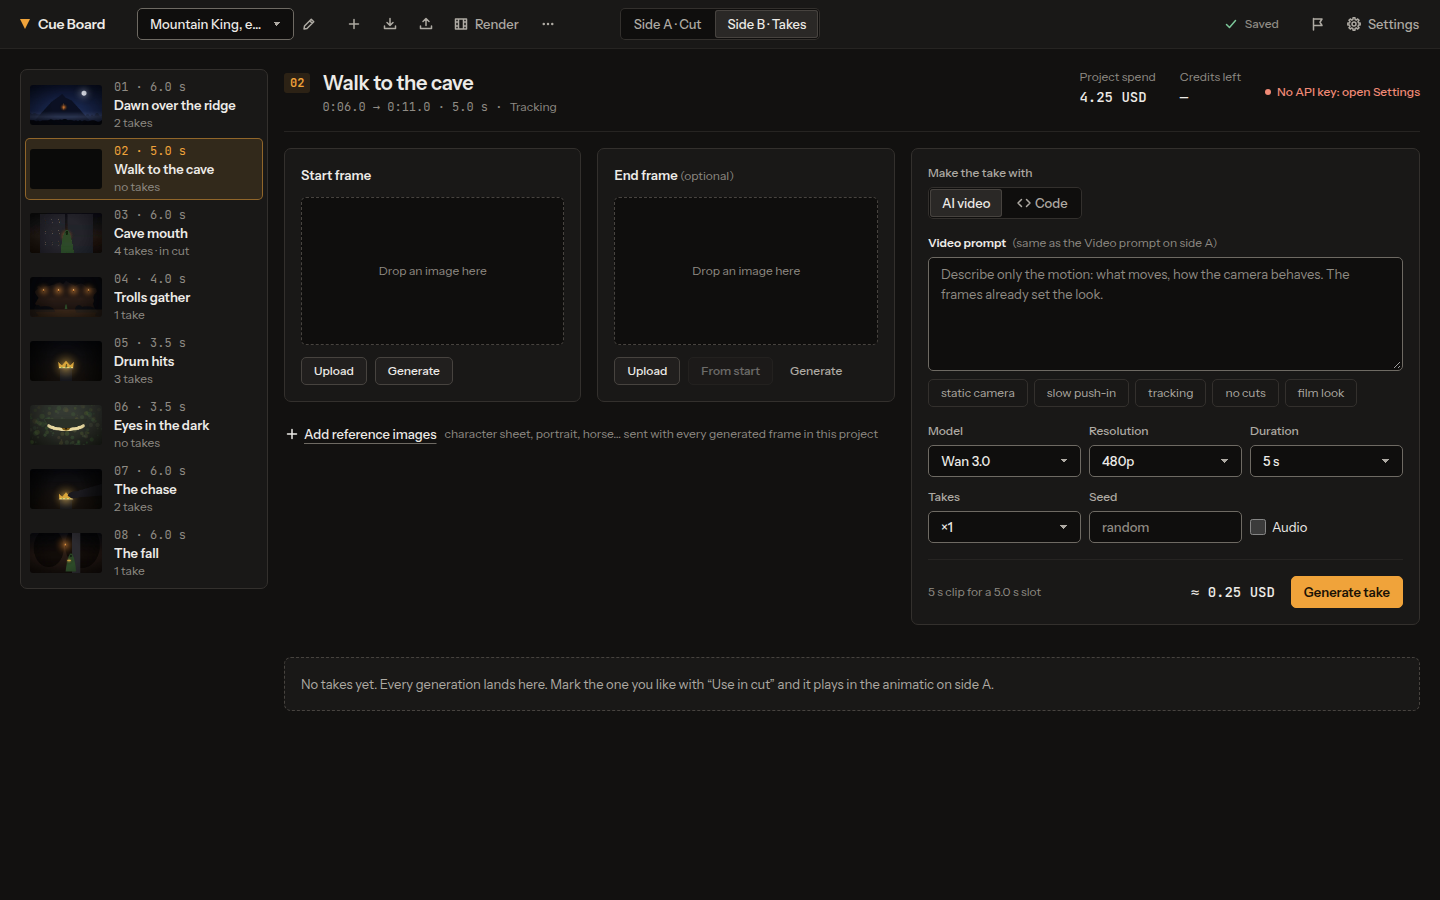 Cue Board
Mountain King, e...
Render
Side A · Cut
Side B · Takes
Saved
Settings
01 · 6.0 s
Dawn over the ridge
2 takes
02 · 5.0 s
Walk to the cave
no takes
03 · 6.0 s
Cave mouth
4 takes · in cut
04 · 4.0 s
Trolls gather
1 take
05 · 3.5 s
Drum hits
3 takes
06 · 3.5 s
Eyes in the dark
no takes
07 · 6.0 s
The chase
2 takes
08 · 6.0 s
The fall
1 take
02 Walk to the cave
0:06.0 → 0:11.0 · 5.0 s · Tracking
Project spend
4.25 USD
Credits left
—
No API key: open Settings
Start frame
Drop an image here
Upload Generate
End frame (optional)
Drop an image here
Upload From start Generate
+ Add reference images character sheet, portrait, horse... sent with every generated frame in this project
Make the take with
AI video <> Code
Video prompt (same as the Video prompt on side A)
Describe only the motion: what moves, how the camera behaves. The
frames already set the look.
static camera slow push-in tracking no cuts film look
Model Resolution Duration
Wan 3.0 480p 5 s
Takes Seed
×1 random Audio
5 s clip for a 5.0 s slot ≈ 0.25 USD Generate take
No takes yet. Every generation lands here. Mark the one you like with “Use in cut” and it plays in the animatic on side A.